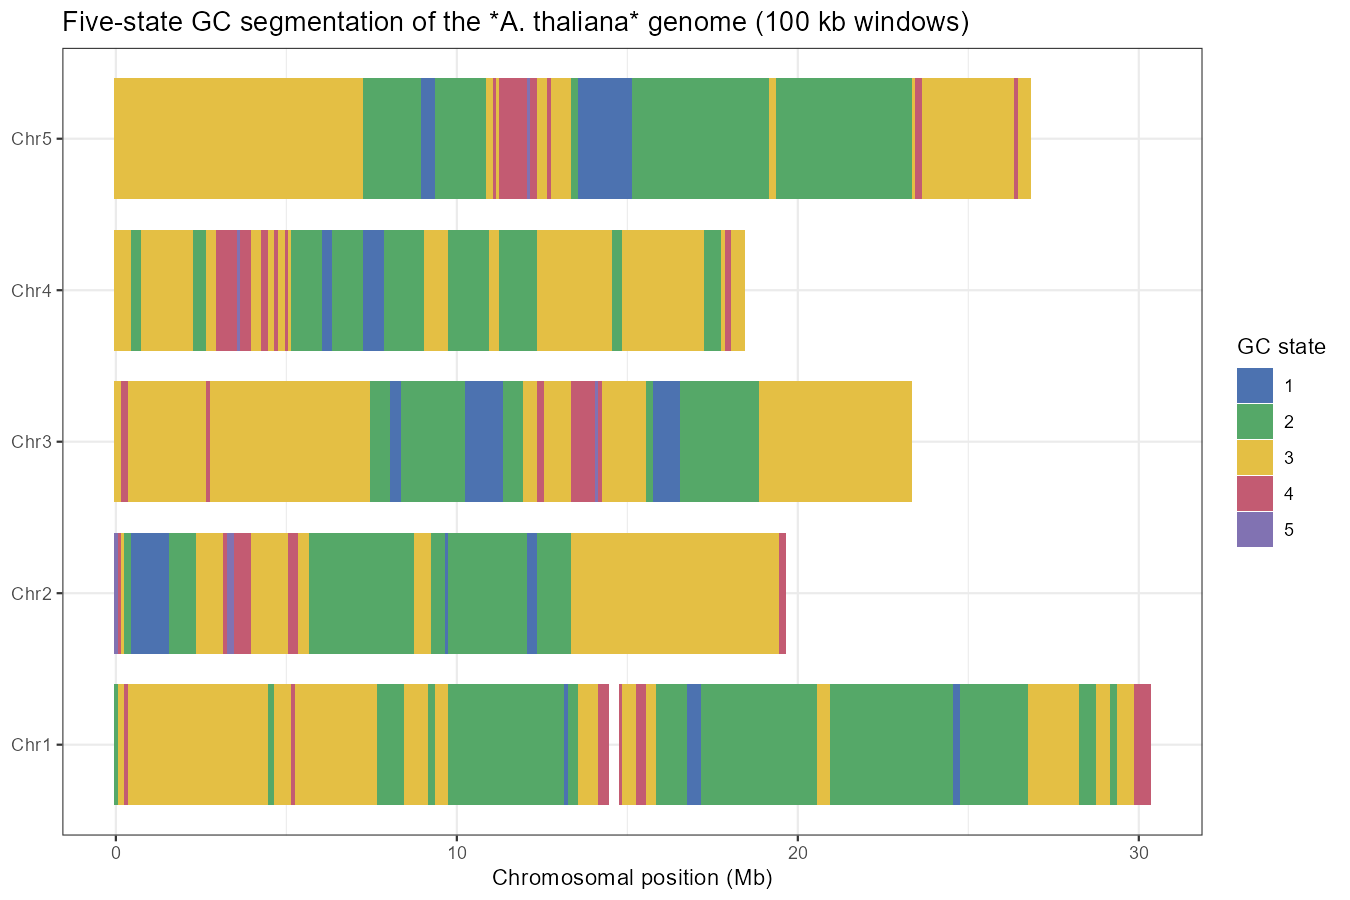 Five-state GC segmentation of the *A. thaliana* genome (100 kb windows)
Chr5
Chr4
Chr3
Chr2
Chr1
0 10 20 30
Chromosomal position (Mb)
GC state
1
2
3
4
5